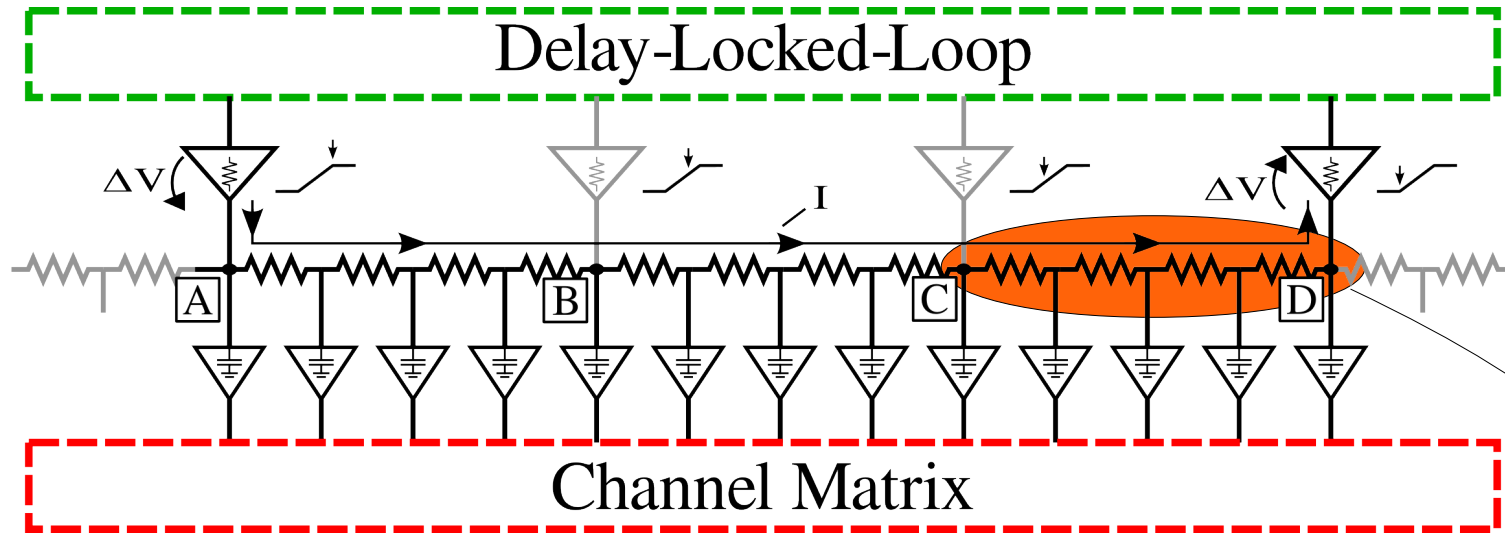 Delay-Locked-Loop
ΔV
I
ΔV
A
B
C
D
Channel Matrix